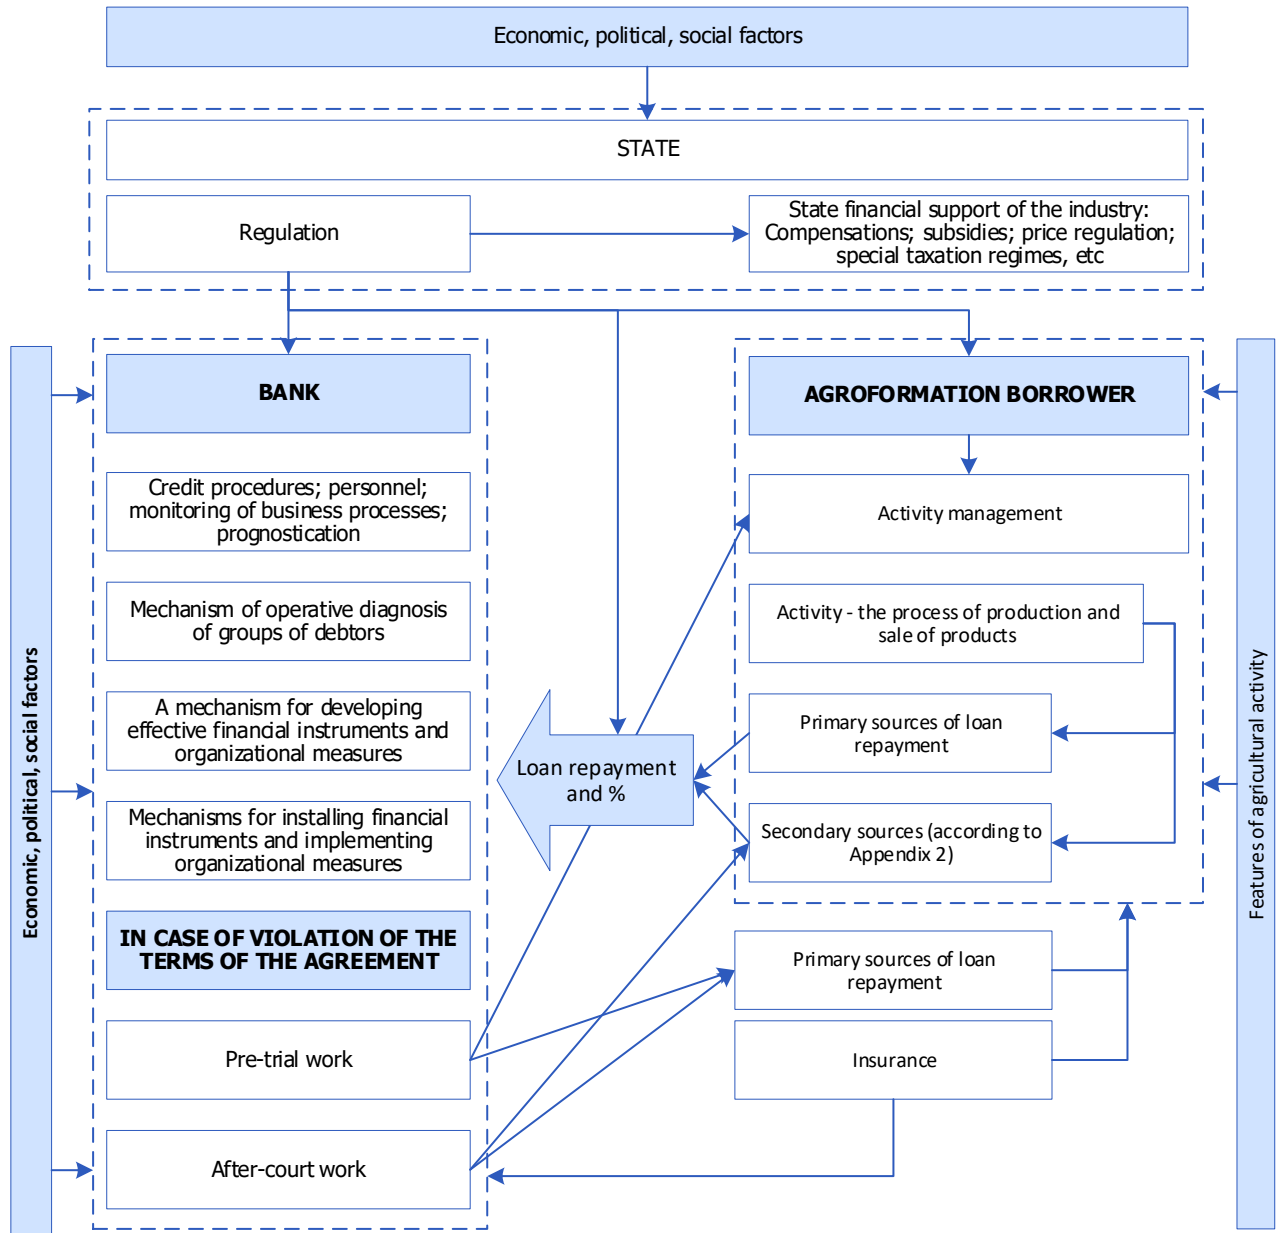 Economic, political, social factors
STATE
Regulation
State financial support of the industry:
Compensations; subsidies; price regulation;
special taxation regimes, etc
Economic, political, social factors
BANK
Credit procedures; personnel;
monitoring of business processes;
prognostication
Mechanism of operative diagnosis
of groups of debtors
A mechanism for developing
effective financial instruments and
organizational measures
Mechanisms for installing financial
instruments and implementing
organizational measures
IN CASE OF VIOLATION OF THE
TERMS OF THE AGREEMENT
Pre-trial work
After-court work
Loan repayment
and %
AGROFORMATION BORROWER
Activity management
Activity - the process of production and
sale of products
Primary sources of loan
repayment
Secondary sources (according to
Appendix 2)
Primary sources of loan
repayment
Insurance
Features of agricultural activity